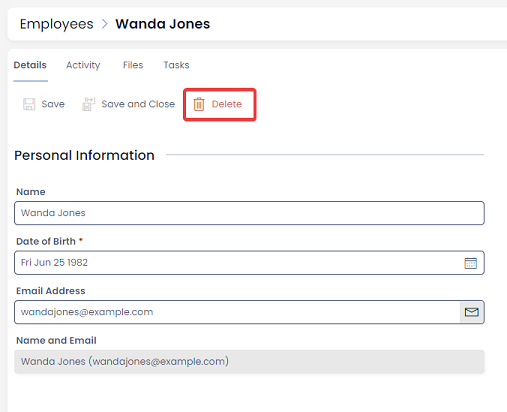 Employees > Wanda Jones
Details Activity Files Tasks
Save Save and Close Delete
Personal Information
Name
Wanda Jones
Date of Birth *
Fri Jun 25 1982
Email Address
wandajones@example.com
Name and Email
Wanda Jones (wandajones@example.com)